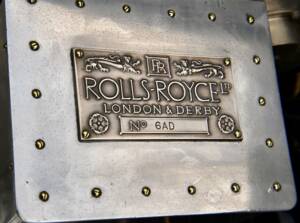 RR
ROLLS-ROYCE LTD
LONDON & DERBY
Nº 6AD